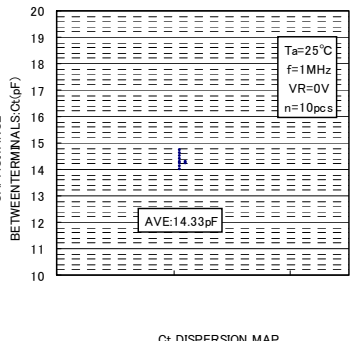 20
19
18
17
16
15
14
13
12
11
10
BETWEENTERMINALS:Ct(pF)
Ta=25°C
f=1MHz
VR=0V
n=10pcs
AVE:14.33pF
Ct DISPERSION MAP